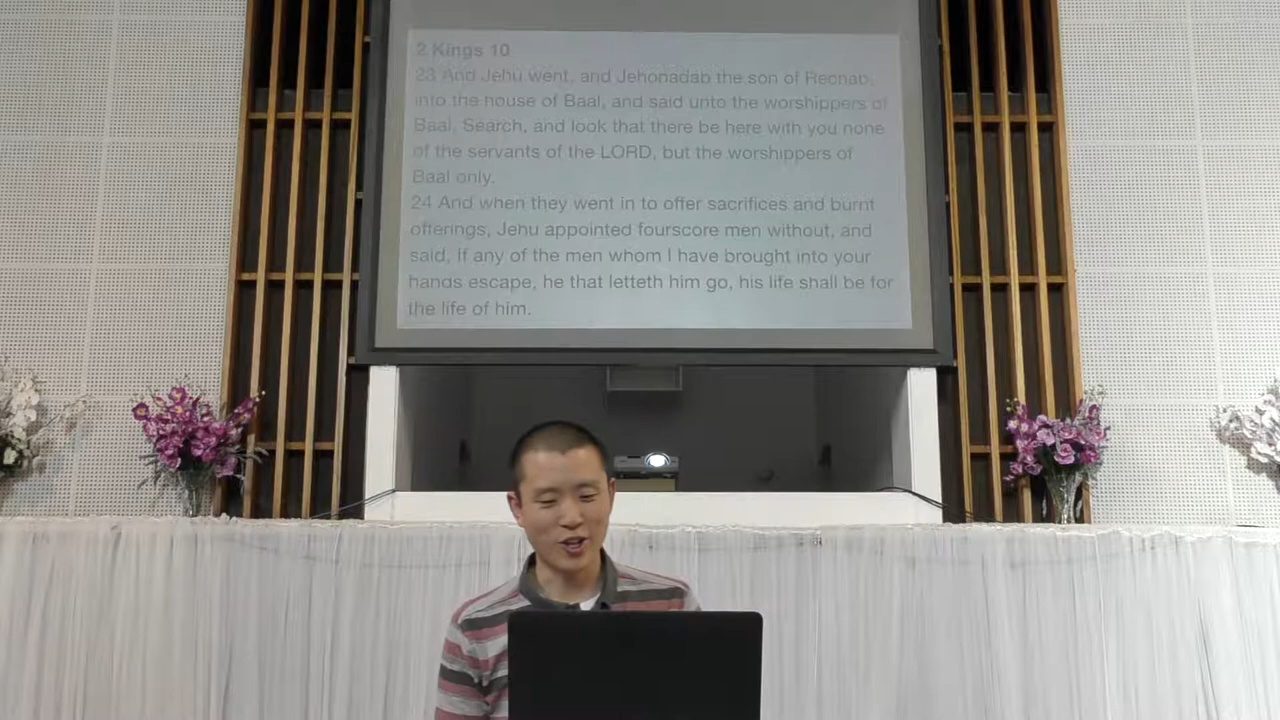 2 Kings 10
23 And Jehu went, and Jehonadab the son of Rechab,
into the house of Baal, and said unto the worshippers of
Baal, Search, and look that there be here with you none
of the servants of the LORD, but the worshippers of
Baal only.
24 And when they went in to offer sacrifices and burnt
offerings, Jehu appointed fourscore men without, and
said, If any of the men whom I have brought into your
hands escape, he that letteth him go, his life shall be for
the life of him.